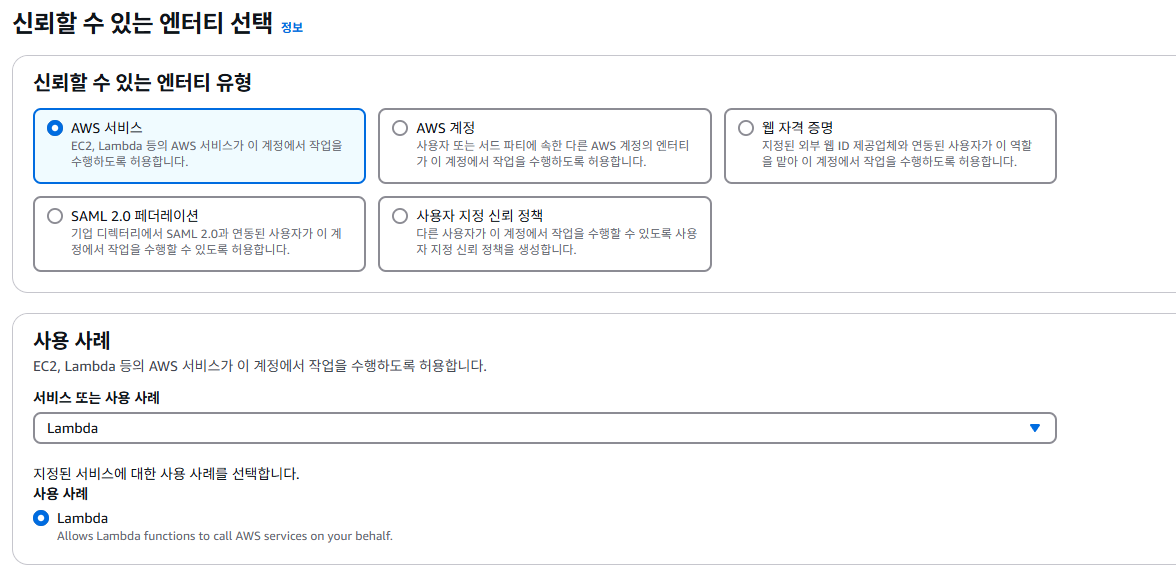 신뢰할 수 있는 엔터티 선택 정보
신뢰할 수 있는 엔터티 유형
AWS 서비스
EC2, Lambda 등의 AWS 서비스가 이 계정에서 작업을
수행하도록 허용합니다.
AWS 계정
사용자 또는 서드 파티에 속한 다른 AWS 계정의 엔터티
가 이 계정에서 작업을 수행하도록 허용합니다.
웹 자격 증명
지정된 외부 웹 ID 제공업체와 연동된 사용자가 이 역할
을 맡아 이 계정에서 작업을 수행하도록 허용합니다.
SAML 2.0 페더레이션
기업 디렉터리에서 SAML 2.0과 연동된 사용자가 이 계
정에서 작업을 수행할 수 있도록 허용합니다.
사용자 지정 신뢰 정책
다른 사용자가 이 계정에서 작업을 수행할 수 있도록 사용
자 지정 신뢰 정책을 생성합니다.
사용 사례
EC2, Lambda 등의 AWS 서비스가 이 계정에서 작업을 수행하도록 허용합니다.
서비스 또는 사용 사례
Lambda
지정된 서비스에 대한 사용 사례를 선택합니다.
사용 사례
Lambda
Allows Lambda functions to call AWS services on your behalf.